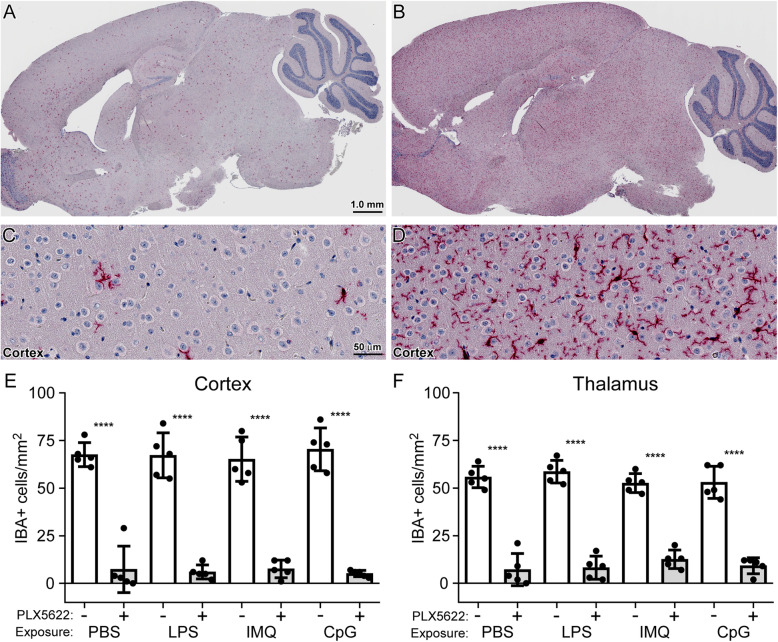 A
B
1.0 mm
C
D
Cortex
50 µm
Cortex
E
Cortex
F
Thalamus
IBA+ cells/mm²
100
75
50
25
0
**** **** **** ****
IBA+ cells/mm²
100
75
50
25
0
**** **** **** ****
PLX5622: - + - + - + - +
Exposure: PBS LPS IMQ CpG
PLX5622: - + - + - + - +
Exposure: PBS LPS IMQ CpG